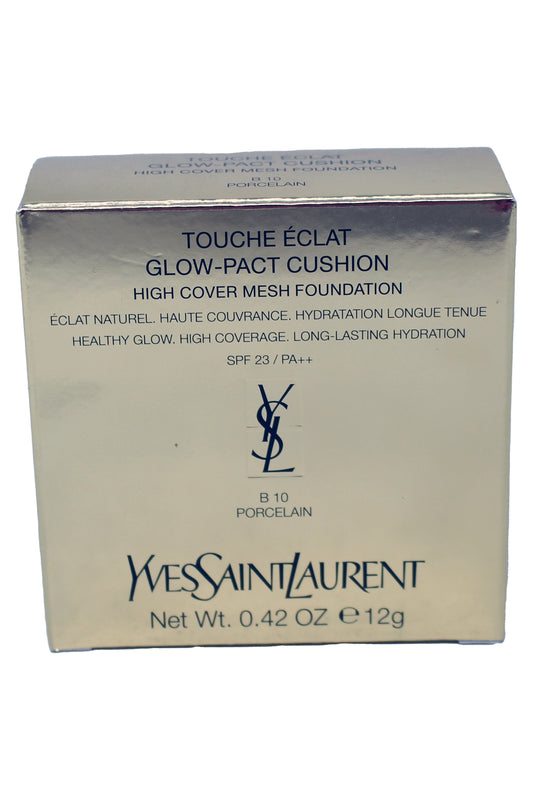 TOUCHE ÉCLAT
GLOW-PACT CUSHION
HIGH COVER MESH FOUNDATION
B 10
PORCELAIN
TOUCHE ÉCLAT
GLOW-PACT CUSHION
HIGH COVER MESH FOUNDATION
ÉCLAT NATUREL. HAUTE COUVRANCE. HYDRATATION LONGUE TENUE
HEALTHY GLOW. HIGH COVERAGE. LONG-LASTING HYDRATION
SPF 23 / PA++
YSL
B 10
PORCELAIN
YVESSAINTLAURENT
Net Wt. 0.42 OZ ℮12g